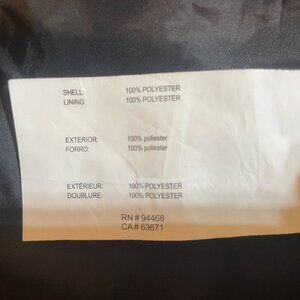 SHELL: 100% POLYESTER
LINING: 100% POLYESTER
EXTERIOR: 100% poliester
FORRO: 100% poliester
EXTÉRIEUR: 100% POLYESTER
DOUBLURE: 100% POLYESTER
RN # 94468
CA # 63671